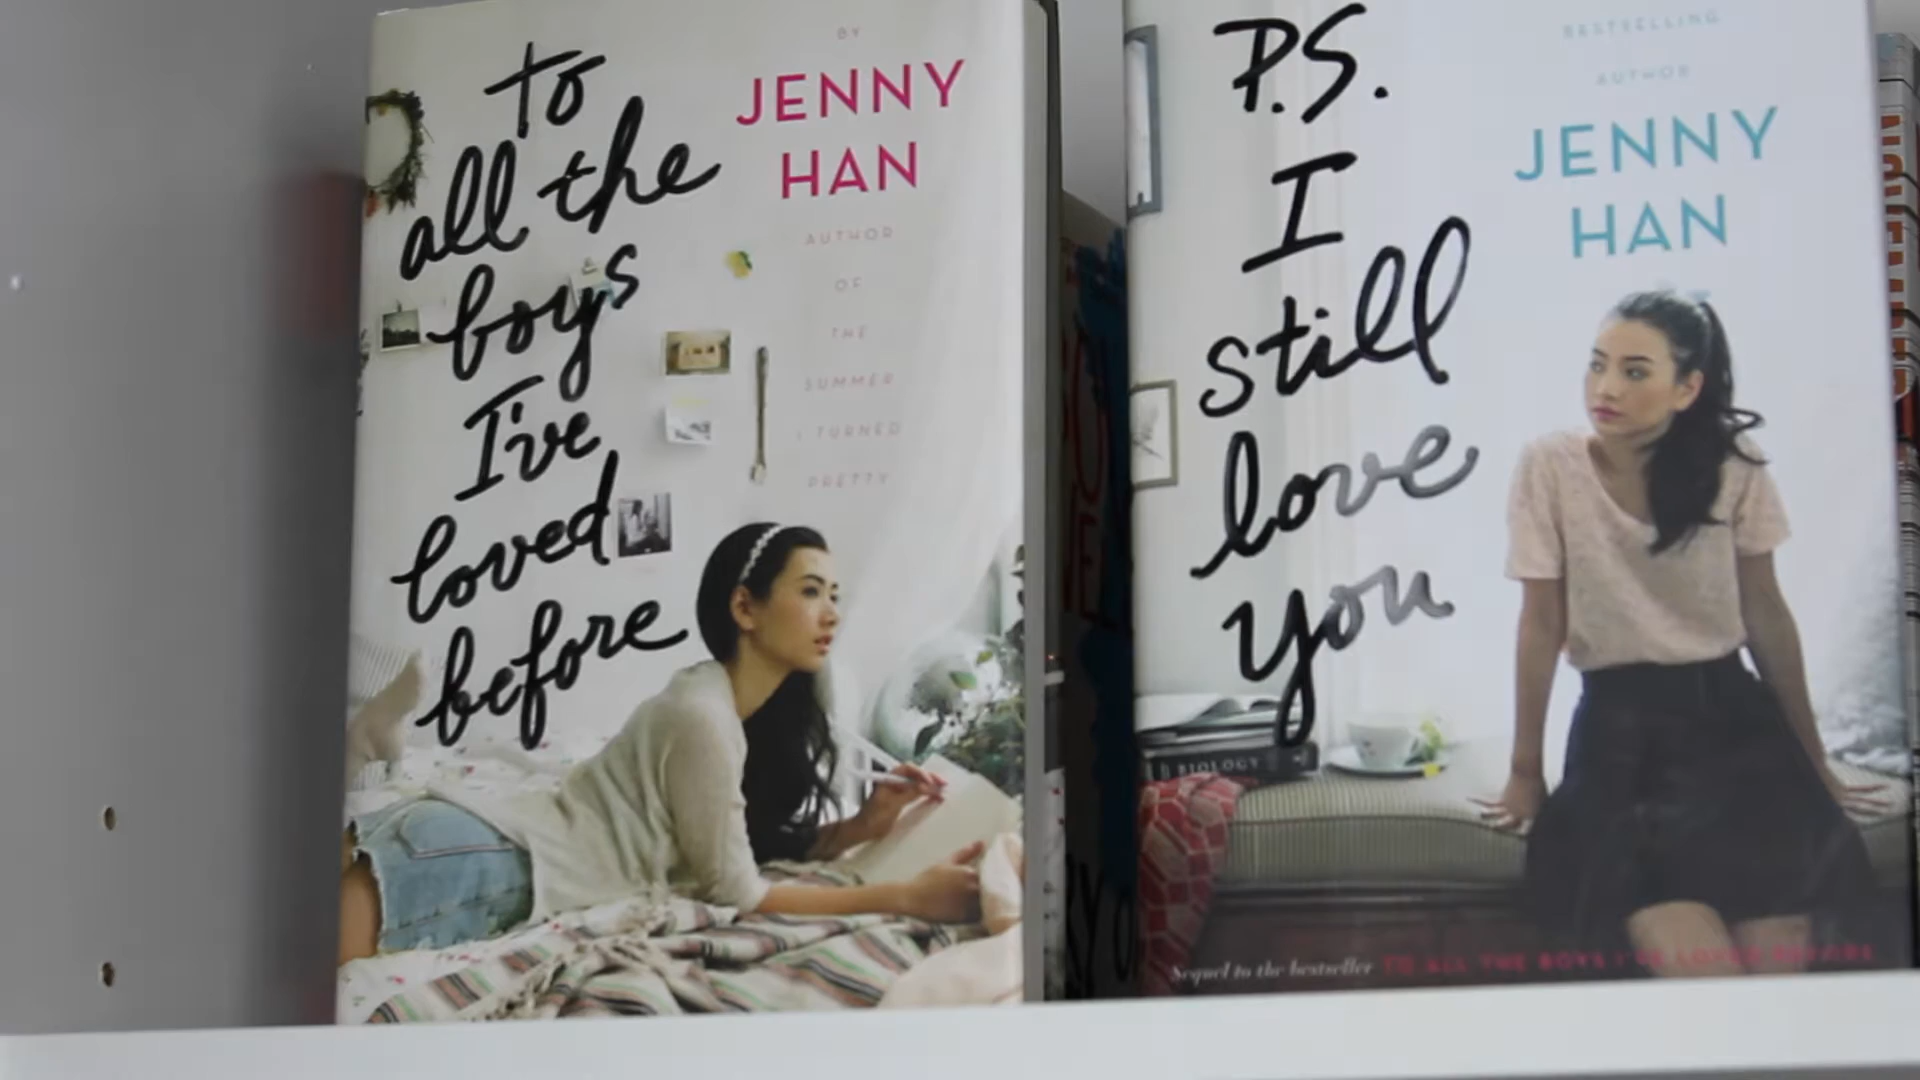 to
all the
boys
I've
loved
before
BY
JENNY
HAN
AUTHOR
OF
THE
SUMMER
I TURNED
PRETTY
P.S.
I
still
love
you
BESTSELLING
AUTHOR
JENNY
HAN
BIOLOGY
Sequel to the bestseller TO ALL THE BOYS I'VE LOVED BEFORE